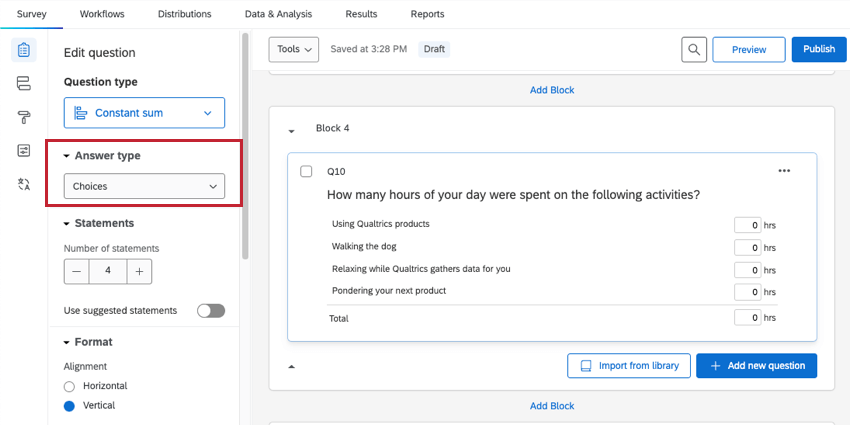 Survey Workflows Distributions Data & Analysis Results Reports
Edit question
Question type
Constant sum
Answer type
Choices
Statements
Number of statements
— 4 +
Use suggested statements
Format
Alignment
Horizontal
Vertical
Tools Saved at 3:28 PM Draft Preview Publish
Add Block
Block 4
Q10 •••
How many hours of your day were spent on the following activities?
Using Qualtrics products 0 hrs
Walking the dog 0 hrs
Relaxing while Qualtrics gathers data for you 0 hrs
Pondering your next product 0 hrs
Total 0 hrs
Import from library + Add new question
Add Block